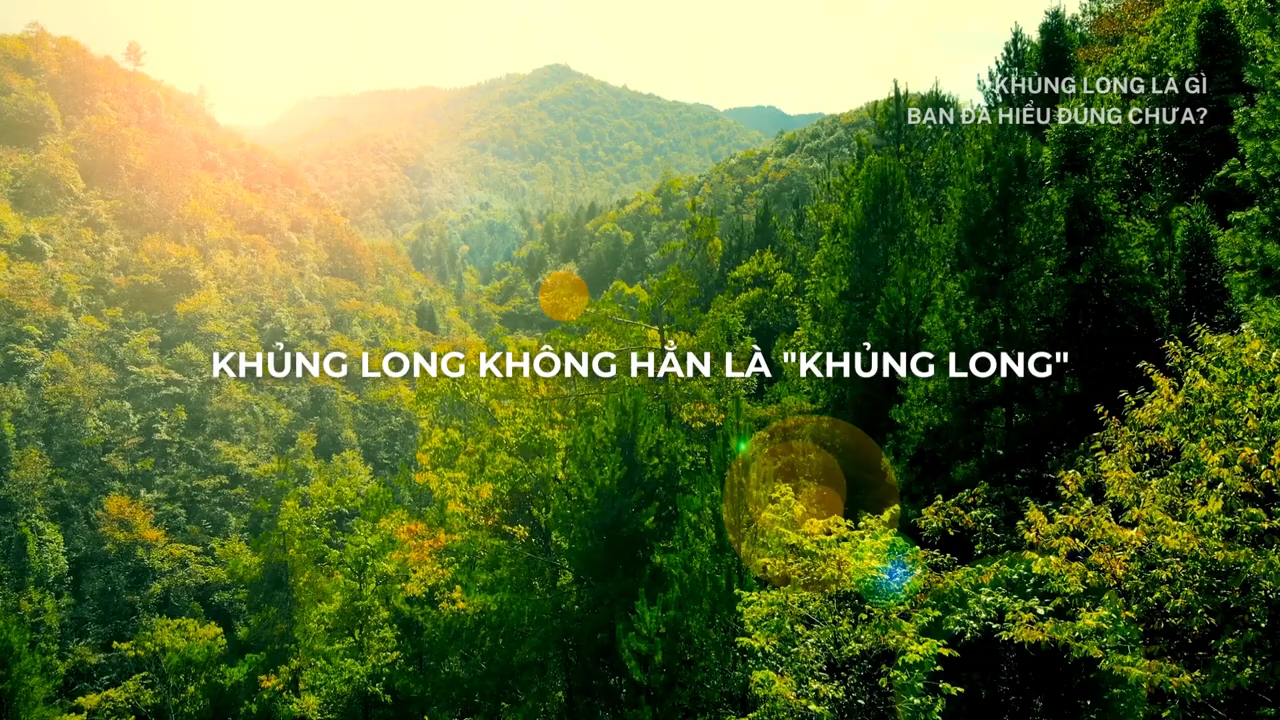 KHỦNG LONG LÀ GÌ
BẠN ĐÃ HIỂU ĐÚNG CHƯA?
KHỦNG LONG KHÔNG HẲN LÀ "KHỦNG LONG"